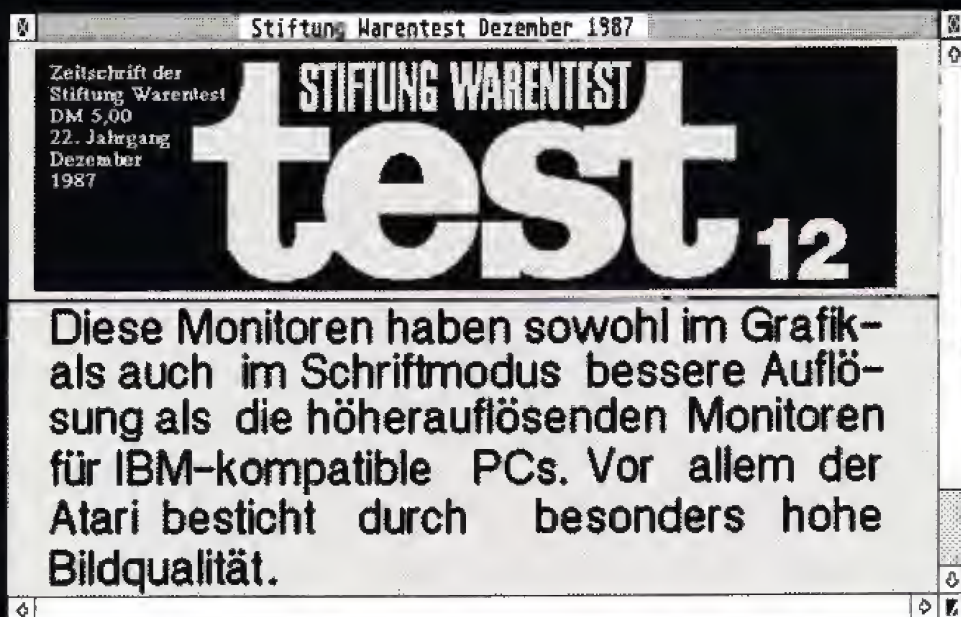 Stiftung Warentest Dezember 1987
Zeitschrift der
Stiftung Warentest
DM 5,00
22. Jahrgang
Dezember
1987
STIFTUNG WARENTEST
test
12
Diese Monitoren haben sowohl im Grafik-
als auch im Schriftmodus bessere Auflö-
sung als die höherauflösenden Monitoren
für IBM-kompatible PCs. Vor allem der
Atari besticht durch besonders hohe
Bildqualität.